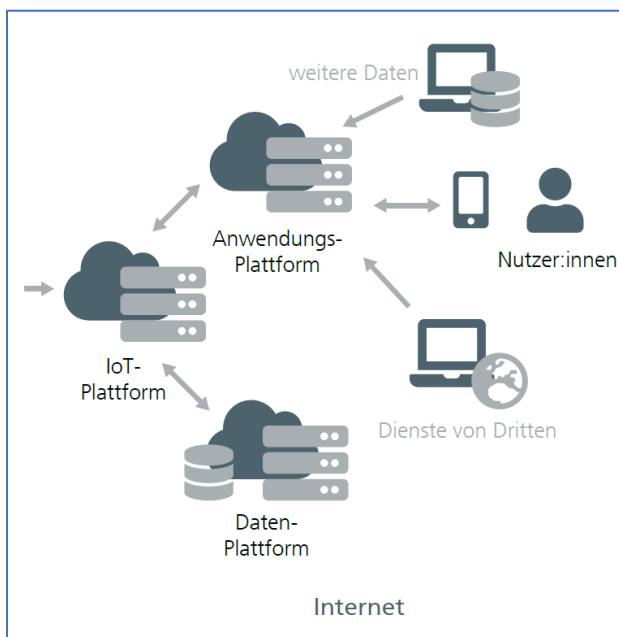 weitere Daten
Anwendungs-
Plattform
Nutzer:innen
IoT-
Plattform
Dienste von Dritten
Daten-
Plattform
Internet